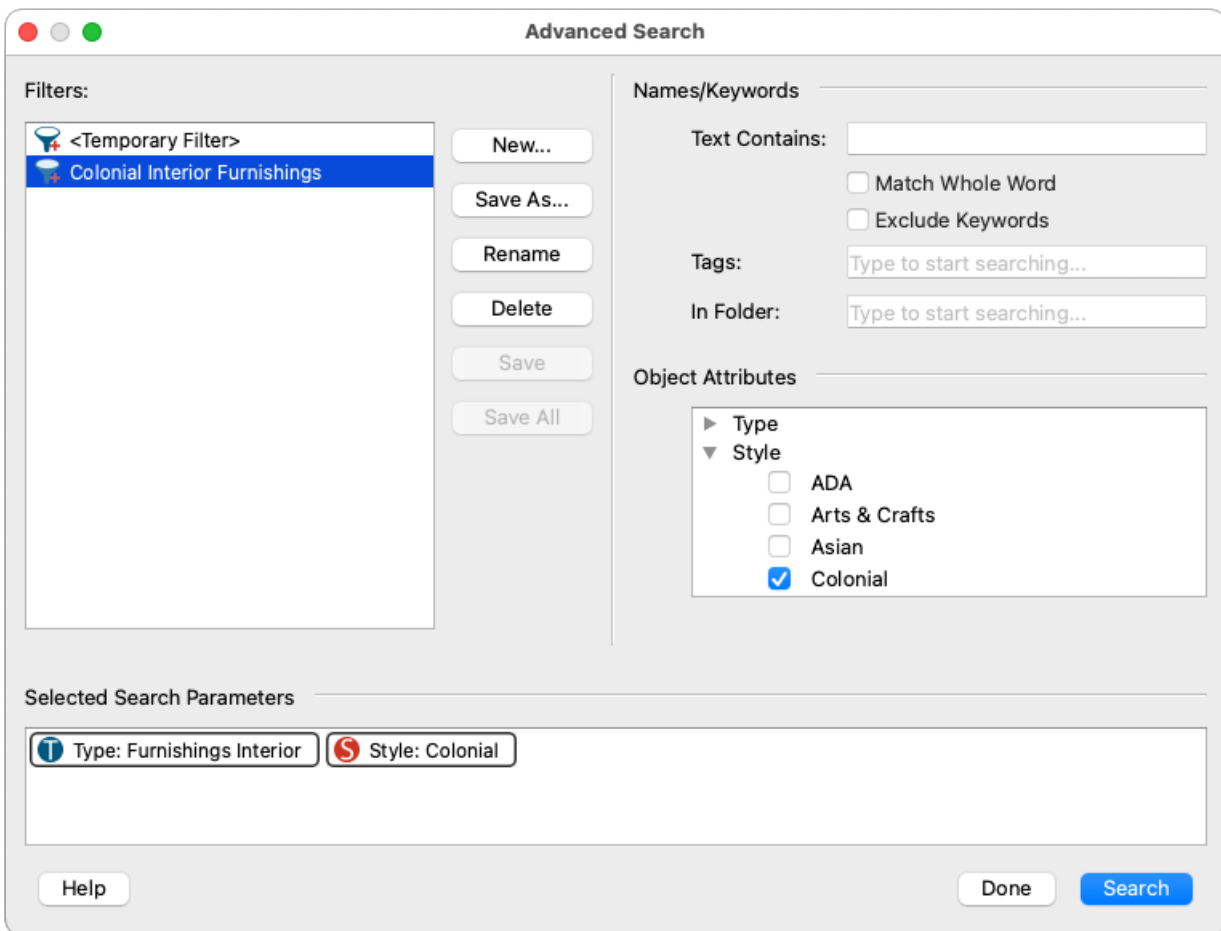 Advanced Search
Filters:
<Temporary Filter>
Colonial Interior Furnishings
New...
Save As...
Rename
Delete
Save
Save All
Names/Keywords
Text Contains:
Match Whole Word
Exclude Keywords
Tags:
Type to start searching...
In Folder:
Type to start searching...
Object Attributes
Type
Style
ADA
Arts & Crafts
Asian
Colonial
Selected Search Parameters
T Type: Furnishings Interior
S Style: Colonial
Help
Done
Search